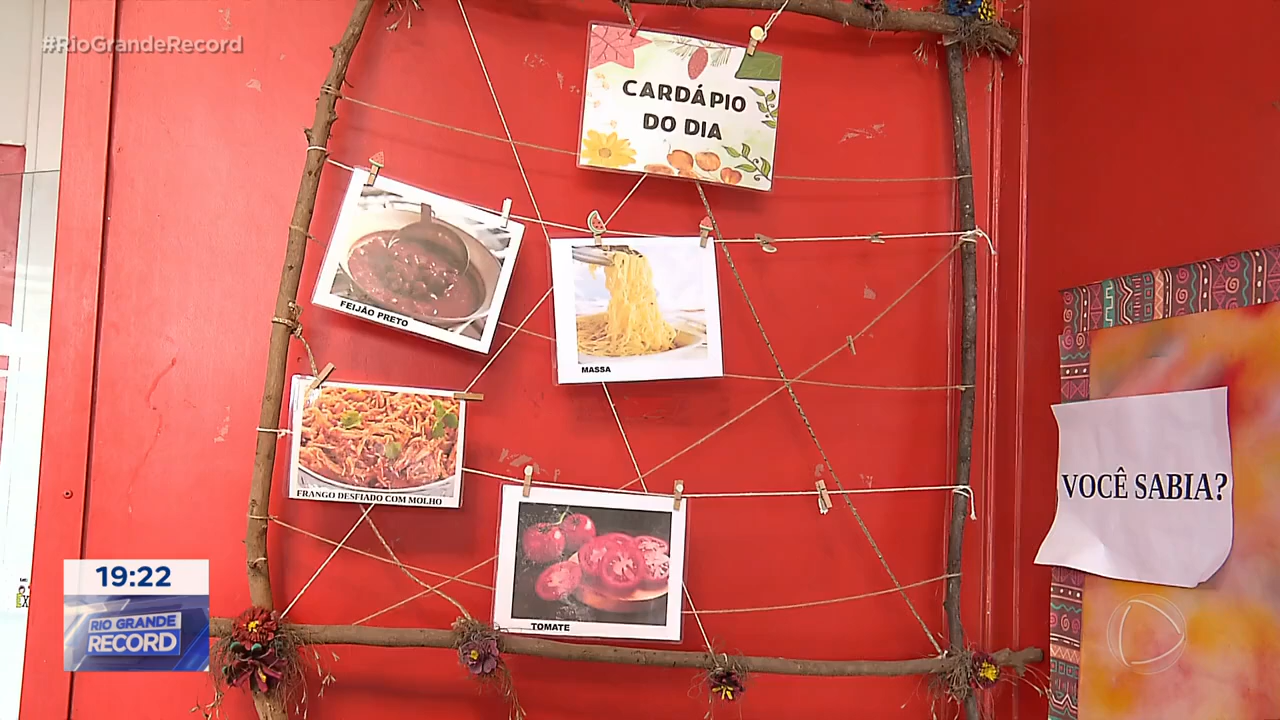 #RioGrandeRecord
CARDÁPIO
DO DIA
FEIJÃO PRETO
MASSA
FRANGO DESFIADO COM MOLHO
TOMATE
VOCÊ SABIA?
19:22
RIO GRANDE
RECORD